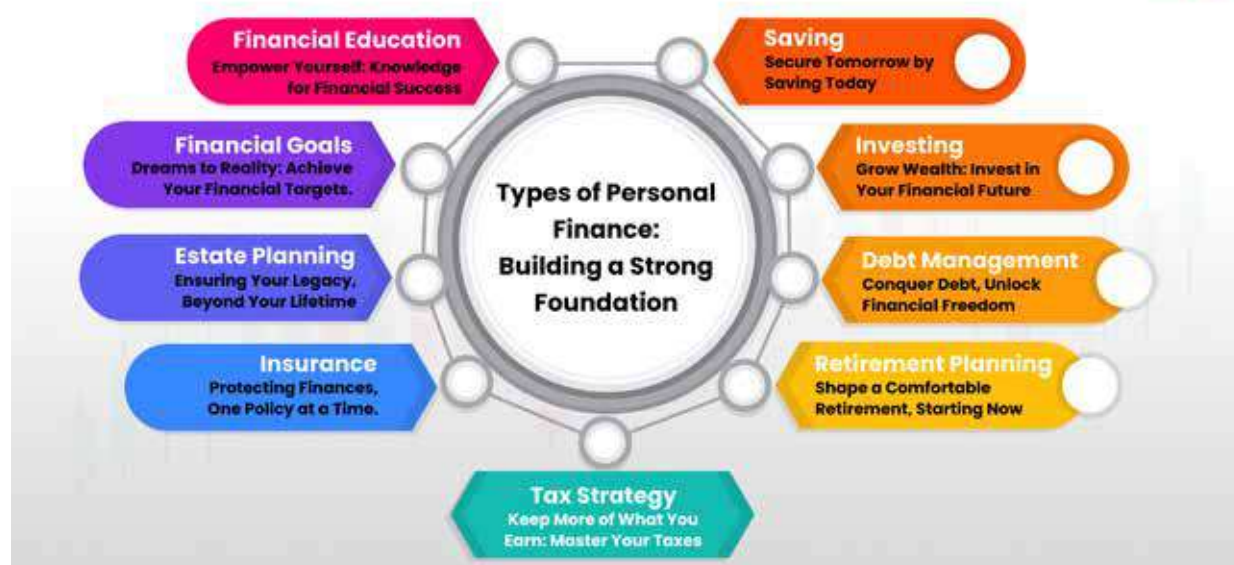 Types of Personal
Finance:
Building a Strong
Foundation
Financial Education
Empower Yourself: Knowledge
for Financial Success
Financial Goals
Dreams to Reality: Achieve
Your Financial Targets.
Estate Planning
Ensuring Your Legacy,
Beyond Your Lifetime
Insurance
Protecting Finances,
One Policy at a Time.
Tax Strategy
Keep More of What You
Earn: Master Your Taxes
Saving
Secure Tomorrow by
Saving Today
Investing
Grow Wealth: Invest in
Your Financial Future
Debt Management
Conquer Debt, Unlock
Financial Freedom
Retirement Planning
Shape a Comfortable
Retirement, Starting Now